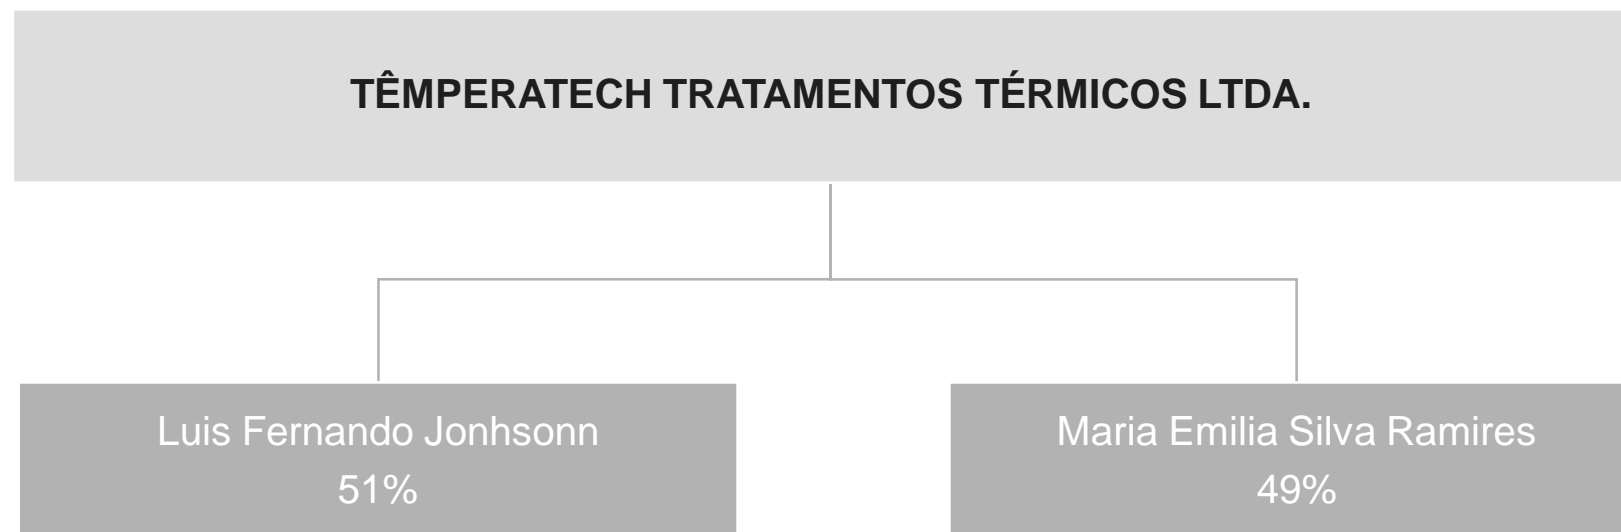 TÊMPERATECH TRATAMENTOS TÉRMICOS LTDA.
Luis Fernando Jonhsonn
51%
Maria Emilia Silva Ramires
49%